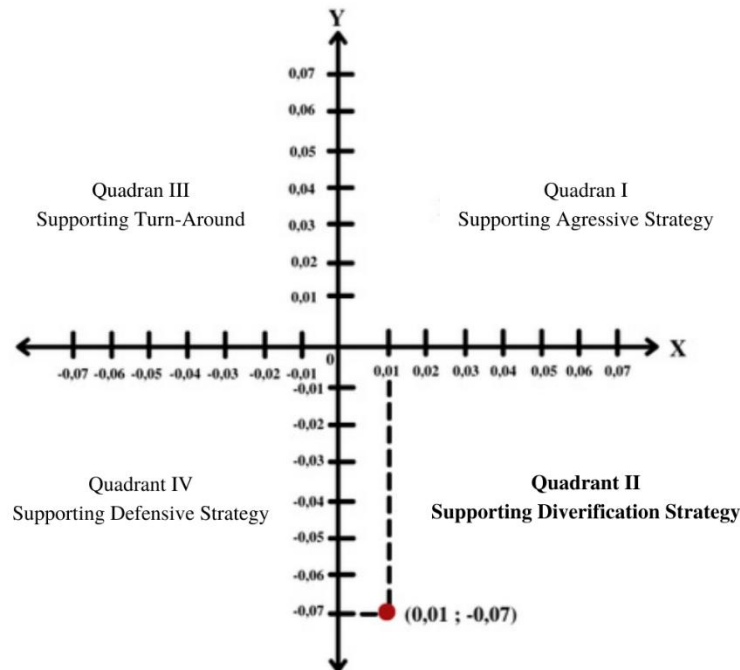 Y
0,07
0,06
0,05
0,04
0,03
0,02
0,01
Quadran III
Supporting Turn-Around
Quadran I
Supporting Agressive Strategy
X
0
-0,07 -0,06 -0,05 -0,04 -0,03 -0,02 -0,01
0,01 0,02 0,03 0,04 0,05 0,06 0,07
-0,01
-0,02
-0,03
-0,04
-0,05
-0,06
-0,07
Quadrant IV
Supporting Defensive Strategy
Quadrant II
Supporting Diverification Strategy
(0,01 ; -0,07)